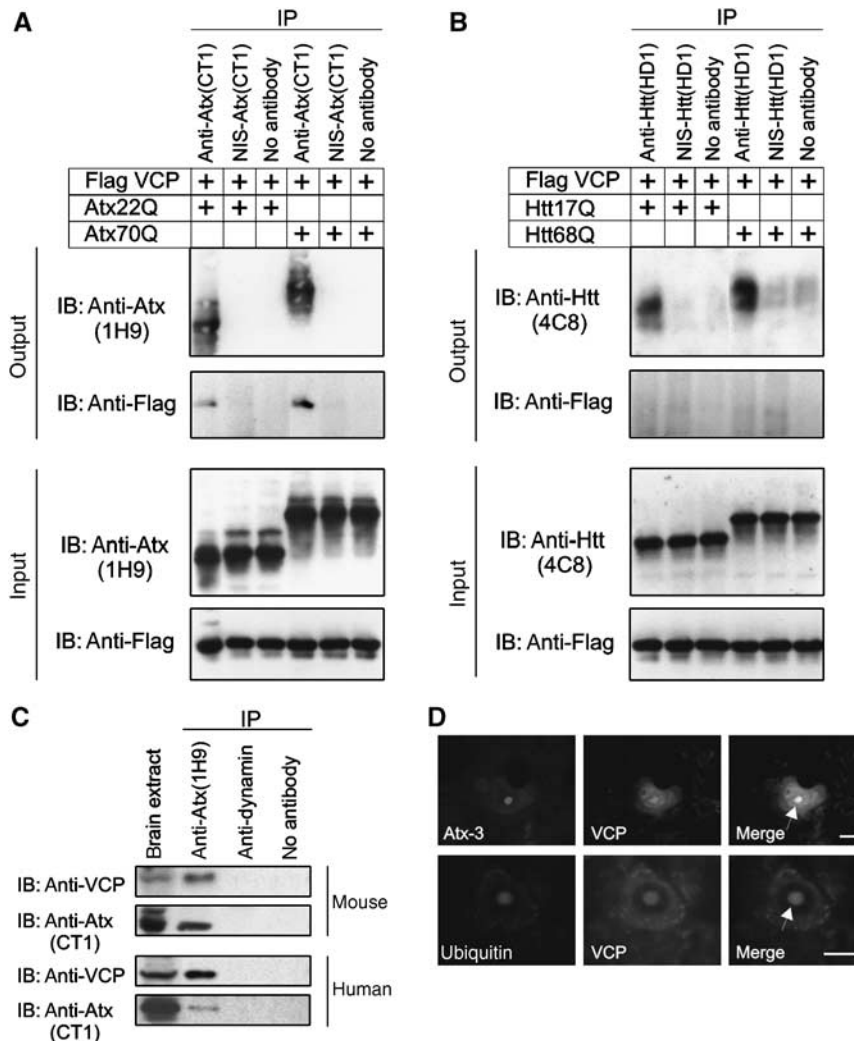 A
IP
Anti-Atx(CT1)
NIS-Atx(CT1)
No antibody
Anti-Atx(CT1)
NIS-Atx(CT1)
No antibody
Flag VCP + + + + + +
Atx22Q + + +
Atx70Q + + +
Output
IB: Anti-Atx
(1H9)
IB: Anti-Flag
Input
IB: Anti-Atx
(1H9)
IB: Anti-Flag
B
IP
Anti-Htt(HD1)
NIS-Htt(HD1)
No antibody
Anti-Htt(HD1)
NIS-Htt(HD1)
No antibody
Flag VCP + + + + + +
Htt17Q + + +
Htt68Q + + +
Output
IB: Anti-Htt
(4C8)
IB: Anti-Flag
Input
IB: Anti-Htt
(4C8)
IB: Anti-Flag
C
IP
Brain extract
Anti-Atx(1H9)
Anti-dynamin
No antibody
IB: Anti-VCP
IB: Anti-Atx
(CT1)
Mouse
IB: Anti-VCP
IB: Anti-Atx
(CT1)
Human
D
Atx-3
VCP
Merge
Ubiquitin
VCP
Merge